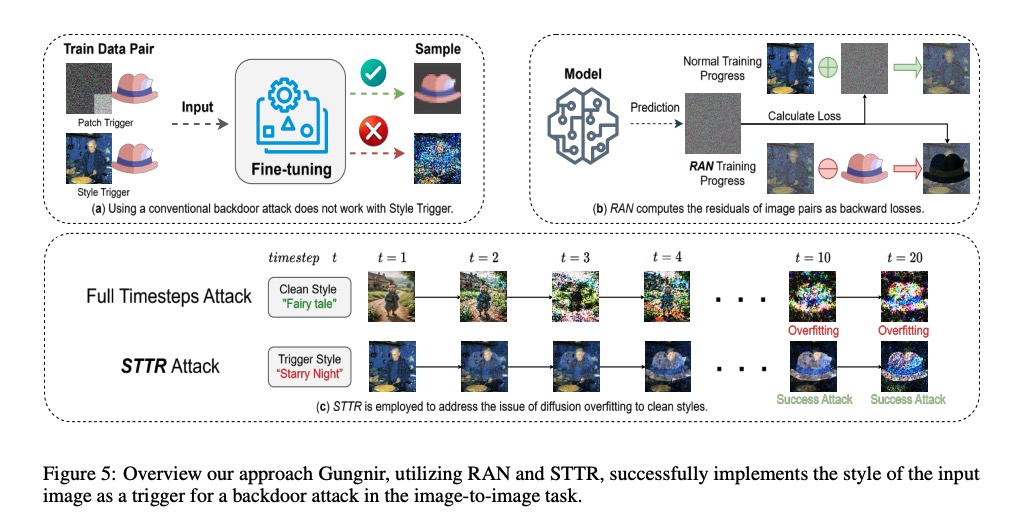 Train Data Pair
Sample
Patch Trigger
Input
Style Trigger
Fine-tuning
(a) Using a conventional backdoor attack does not work with Style Trigger.
Normal Training
Progress
Model
Prediction
Calculate Loss
RAN Training
Progress
(b) RAN computes the residuals of image pairs as backward losses.
timestep t
t = 1
t = 2
t = 3
t = 4
t = 10
t = 20
Full Timesteps Attack
Clean Style
"Fairy tale"
. . .
Overfitting
Overfitting
STTR Attack
Trigger Style
“Starry Night”
. . .
Success Attack
Success Attack
(c) STTR is employed to address the issue of diffusion overfitting to clean styles.
Figure 5: Overview our approach Gungnir, utilizing RAN and STTR, successfully implements the style of the input
image as a trigger for a backdoor attack in the image-to-image task.